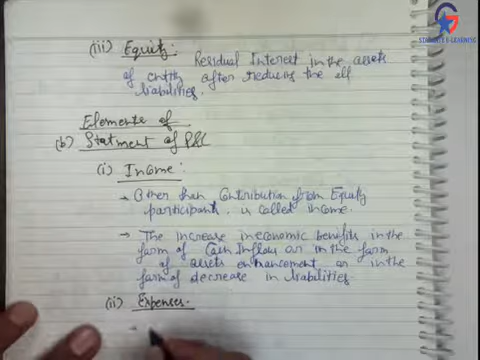 (iii) Equity: Residual Interest in the assets
of entity after reducing the all
liabilities.
Elements of
(b) Statment of P&L
(i) Income:
→ Other than Contribution from Equity
participant is called income.
→ The increase in economic benefits in the
form of Cash Inflow or in the form
of assets enhancement or in the
form of decrease in liabilities
(ii) Expenses.